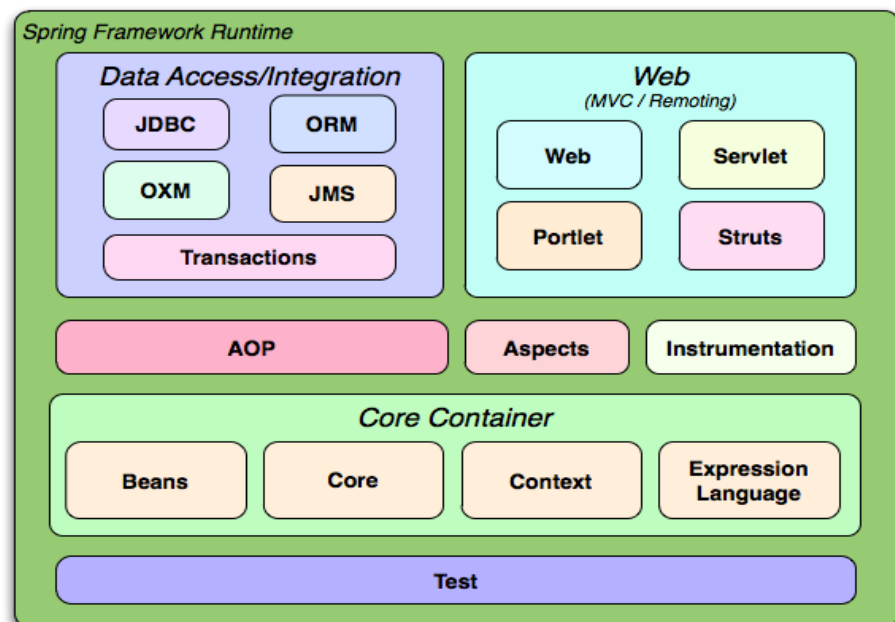 Spring Framework Runtime
Data Access/Integration
JDBC
ORM
OXM
JMS
Transactions
Web
(MVC / Remoting)
Web
Servlet
Portlet
Struts
AOP
Aspects
Instrumentation
Core Container
Beans
Core
Context
Expression
Language
Test